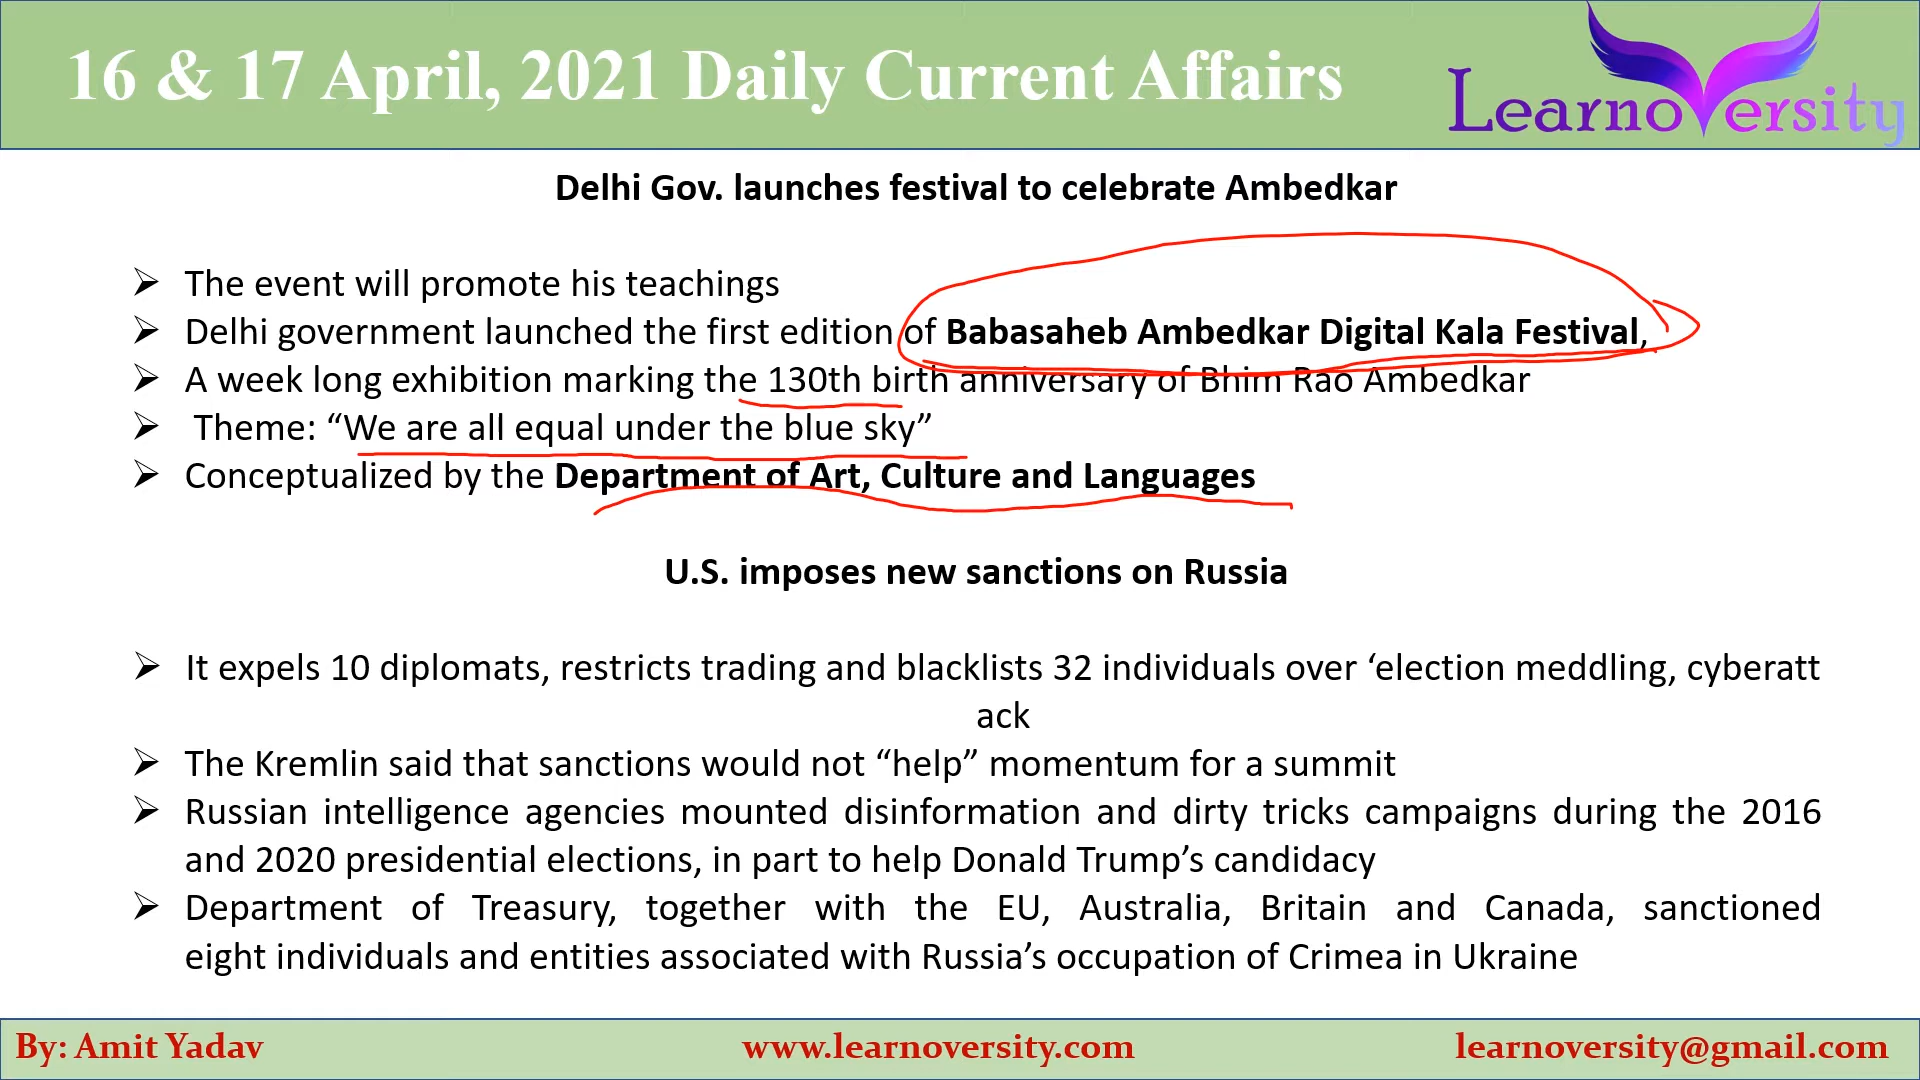 16 & 17 April, 2021 Daily Current Affairs
Learnoversity
Delhi Gov. launches festival to celebrate Ambedkar
The event will promote his teachings
Delhi government launched the first edition of Babasaheb Ambedkar Digital Kala Festival,
A week long exhibition marking the 130th birth anniversary of Bhim Rao Ambedkar
Theme: “We are all equal under the blue sky”
Conceptualized by the Department of Art, Culture and Languages
U.S. imposes new sanctions on Russia
It expels 10 diplomats, restricts trading and blacklists 32 individuals over ‘election meddling, cyberatt
ack
The Kremlin said that sanctions would not “help” momentum for a summit
Russian intelligence agencies mounted disinformation and dirty tricks campaigns during the 2016
and 2020 presidential elections, in part to help Donald Trump’s candidacy
Department of Treasury, together with the EU, Australia, Britain and Canada, sanctioned
eight individuals and entities associated with Russia’s occupation of Crimea in Ukraine
By: Amit Yadav
www.learnoversity.com
learnoversity@gmail.com